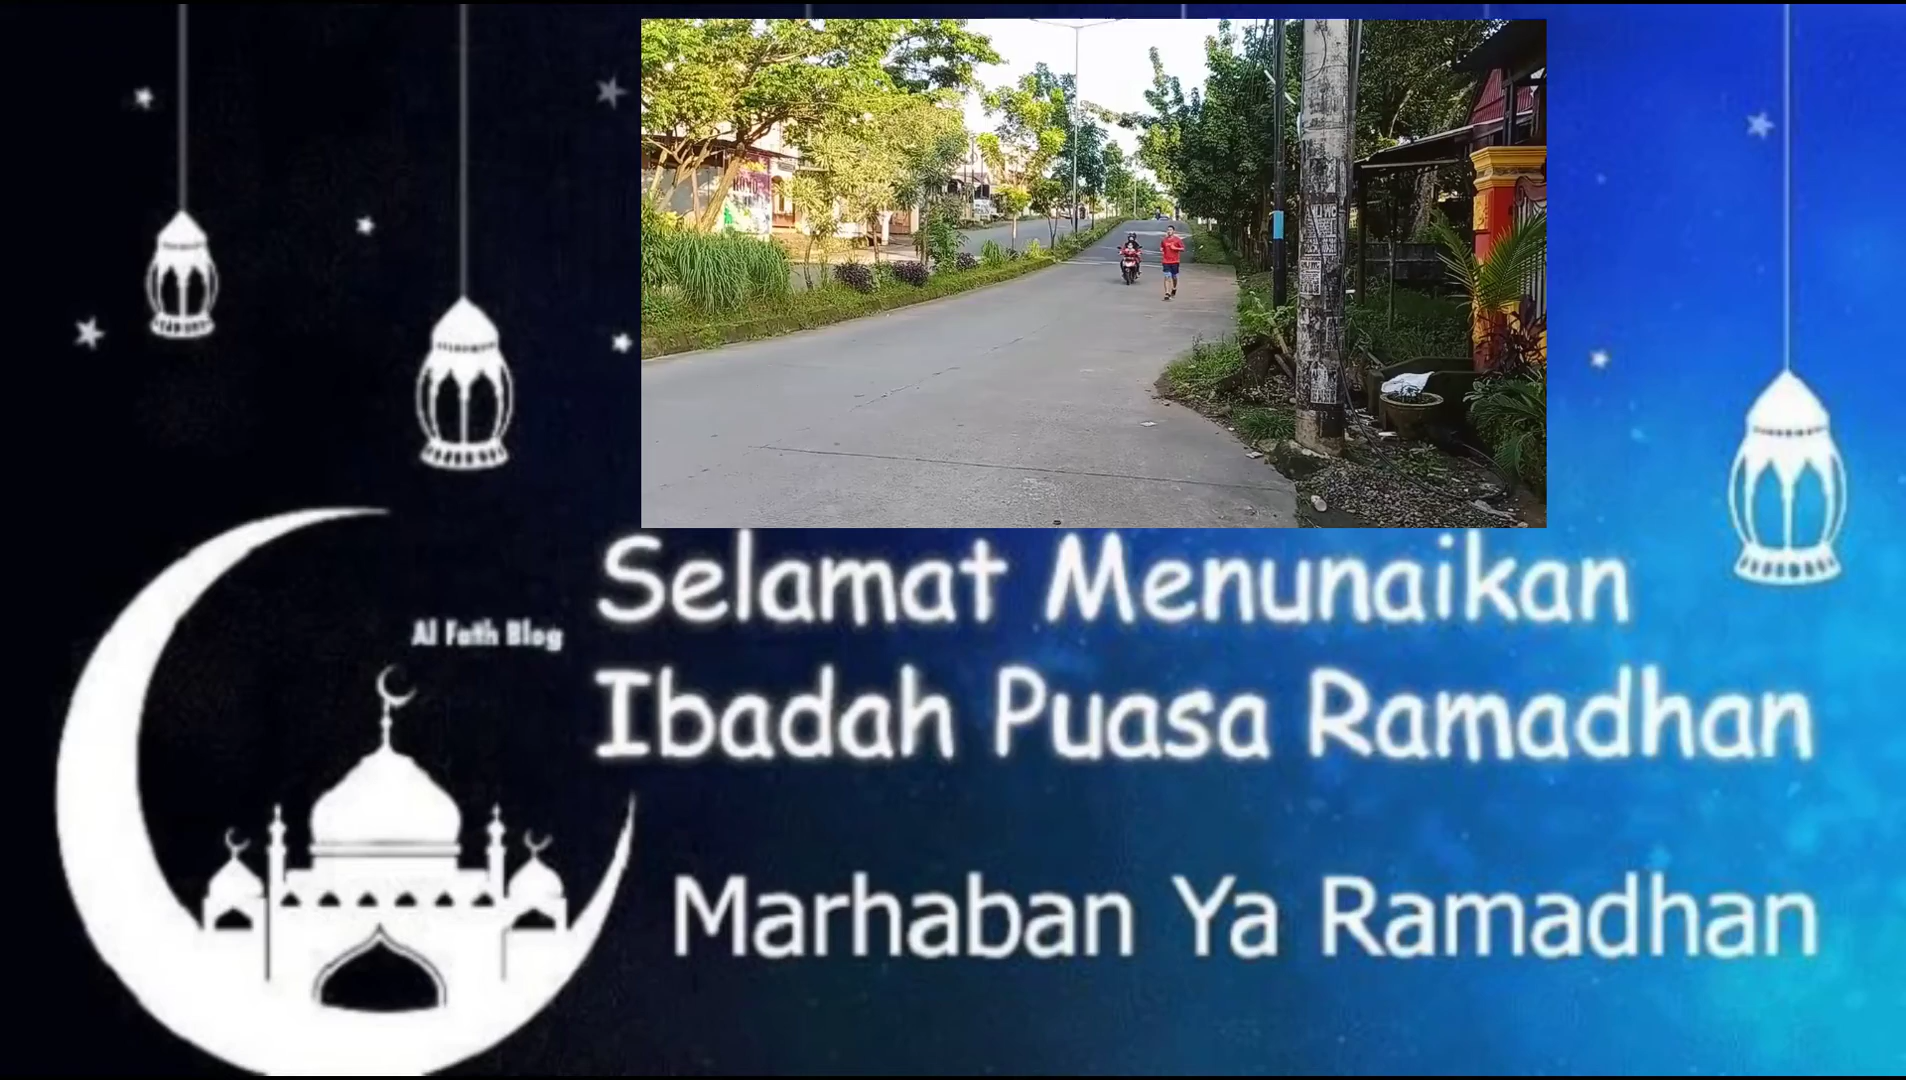 Selamat Menunaikan
Al Fath Blog
Ibadah Puasa Ramadhan
Marhaban Ya Ramadhan